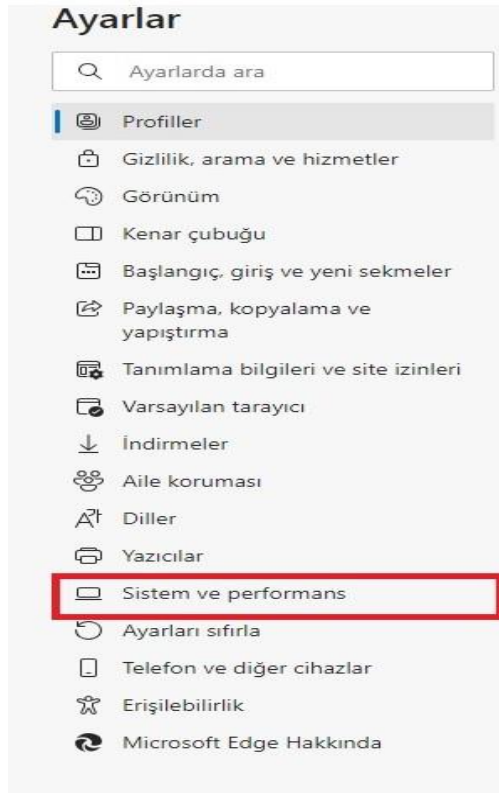 Ayarlar
Ayarlarda ara
Profiller
Gizlilik, arama ve hizmetler
Görünüm
Kenar çubuğu
Başlangıç, giriş ve yeni sekmeler
Paylaşma, kopyalama ve
yapıştırma
Tanımlama bilgileri ve site izinleri
Varsayılan tarayıcı
İndirmeler
Aile koruması
Diller
Yazıcılar
Sistem ve performans
Ayarları sıfırla
Telefon ve diğer cihazlar
Erişilebilirlik
Microsoft Edge Hakkında